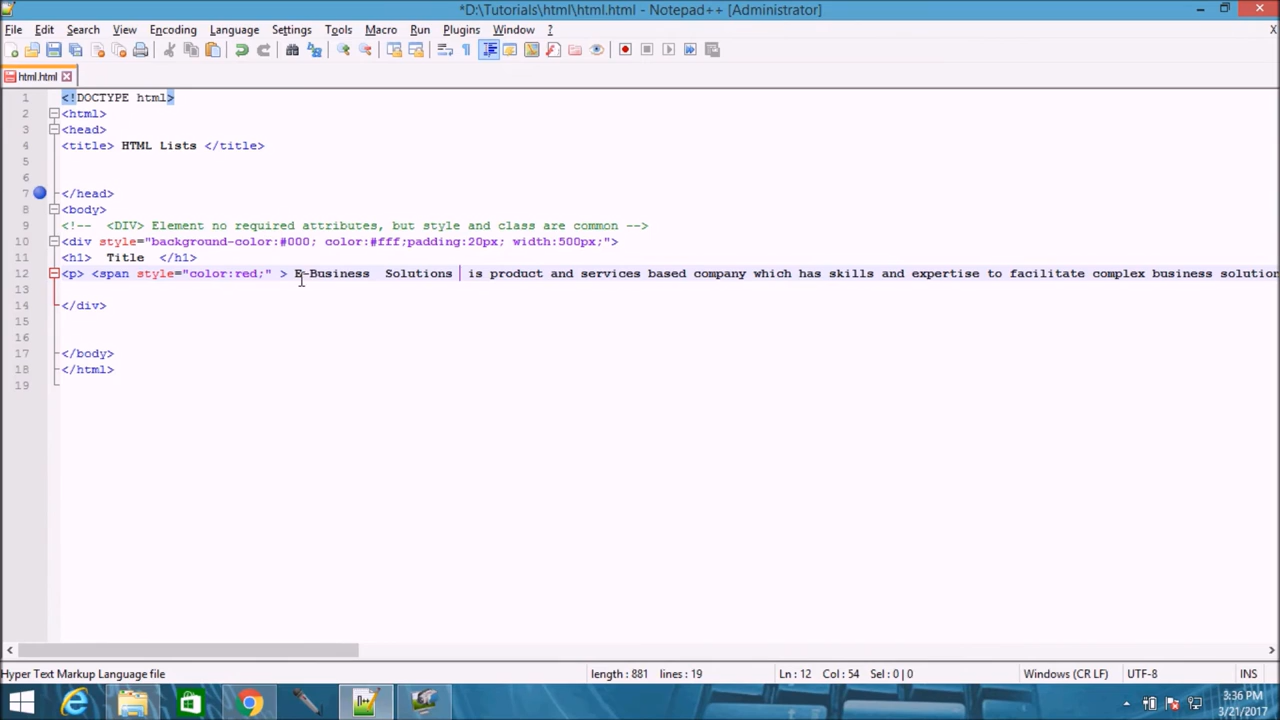 *D:\Tutorials\html\html.html - Notepad++ [Administrator]
File Edit Search View Encoding Language Settings Tools Macro Run Plugins Window ? X
html.html
1 <!DOCTYPE html>
2 <html>
3 <head>
4 <title> HTML Lists </title>
5
6
7 </head>
8 <body>
9 <!-- <DIV> Element no required attributes, but style and class are common -->
10 <div style="background-color:#000; color:#fff;padding:20px; width:500px;">
11 <h1> Title </h1>
12 <p> <span style="color:red;" > E-Business Solutions is product and services based company which has skills and expertise to facilitate complex business solution
13
14 </div>
15
16
17 </body>
18 </html>
19
Hyper Text Markup Language file length : 881 lines : 19 Ln : 12 Col : 54 Sel : 0 | 0 Windows (CR LF) UTF-8 INS
3:36 PM
3/21/2017